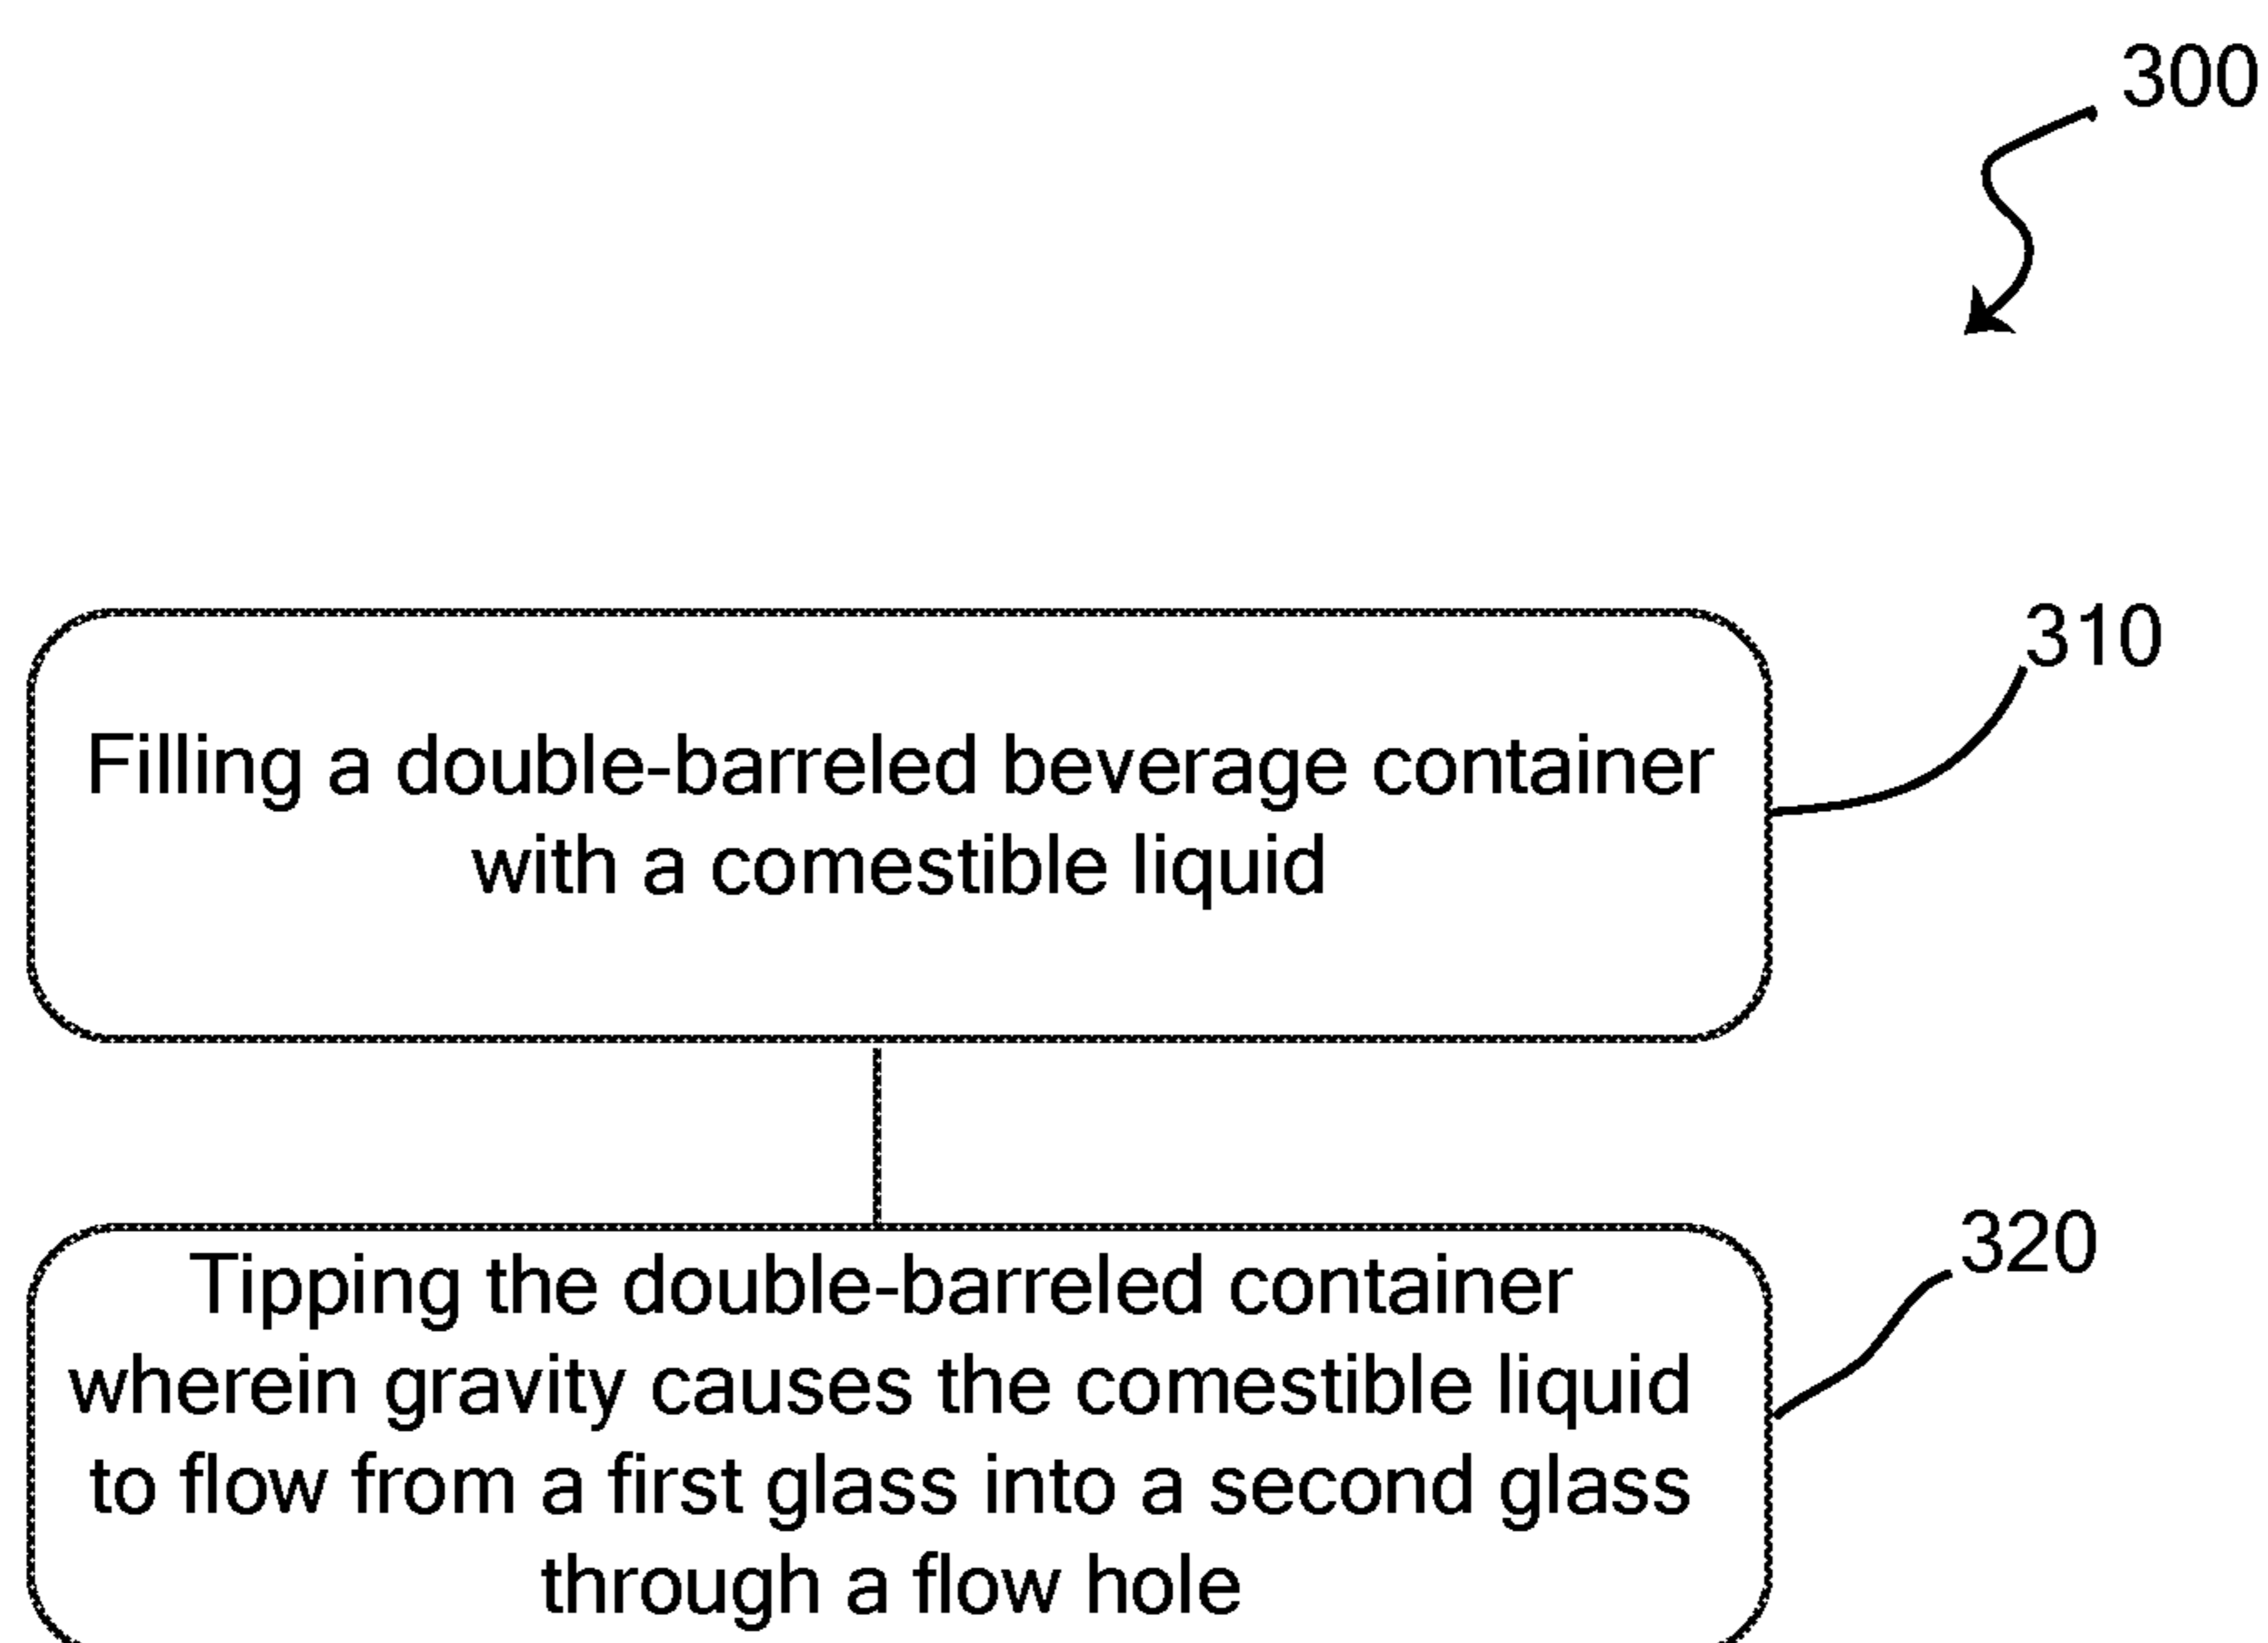 300
310
Filling a double-barreled beverage container
with a comestible liquid
320
Tipping the double-barreled container
wherein gravity causes the comestible liquid
to flow from a first glass into a second glass
through a flow hole